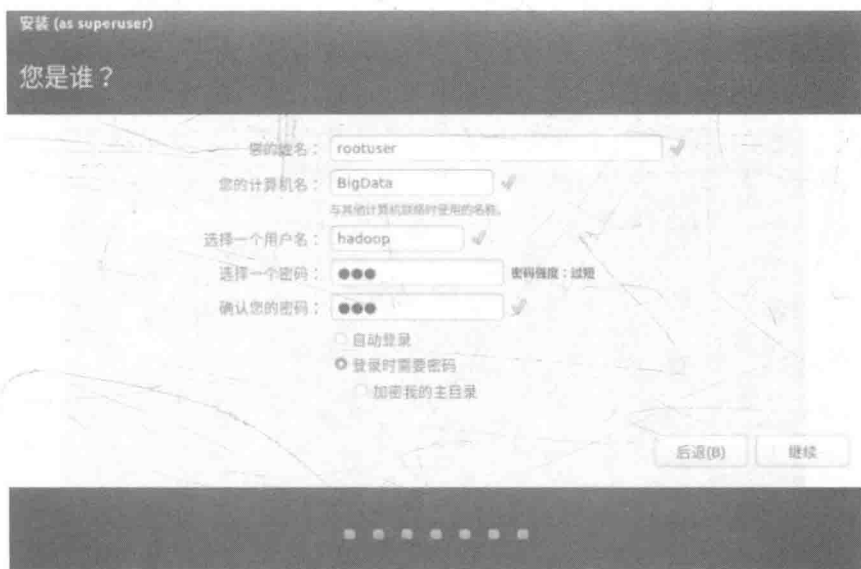 安装 (as superuser)
您是谁？
您的姓名： rootuser
您的计算机名： BigData
与其他计算机联络时使用的名称。
选择一个用户名： hadoop
选择一个密码： ●●● 密码强度：过短
确认您的密码： ●●●
自动登录
登录时需要密码
加密我的主目录
后退(B) 继续